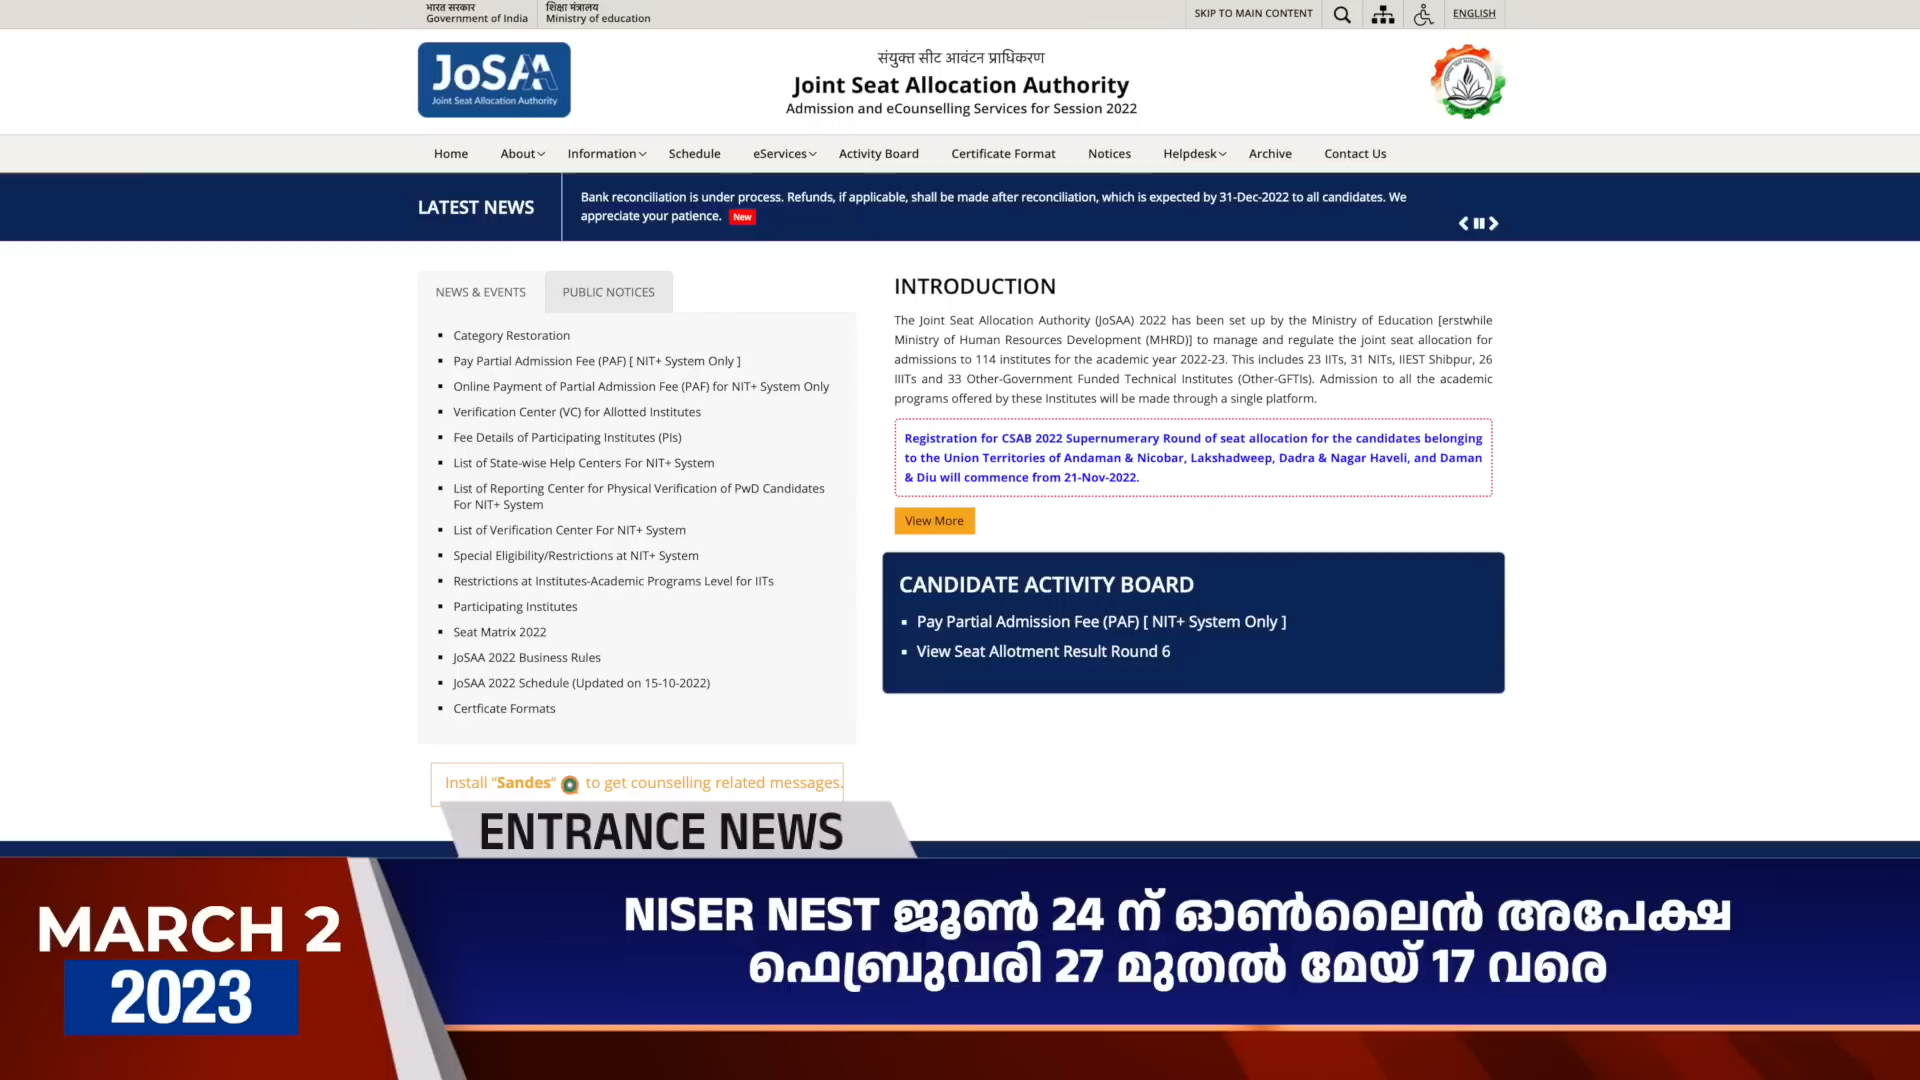 भारत सरकार
Government of India
शिक्षा मंत्रालय
Ministry of education
SKIP TO MAIN CONTENT
ENGLISH
JoSAA
Joint Seat Allocation Authority
संयुक्त सीट आवंटन प्राधिकरण
Joint Seat Allocation Authority
Admission and eCounselling Services for Session 2022
Home About Information Schedule eServices Activity Board Certificate Format Notices Helpdesk Archive Contact Us
LATEST NEWS
Bank reconciliation is under process. Refunds, if applicable, shall be made after reconciliation, which is expected by 31-Dec-2022 to all candidates. We
appreciate your patience. New
NEWS & EVENTS PUBLIC NOTICES
Category Restoration
Pay Partial Admission Fee (PAF) [ NIT+ System Only ]
Online Payment of Partial Admission Fee (PAF) for NIT+ System Only
Verification Center (VC) for Allotted Institutes
Fee Details of Participating Institutes (PIs)
List of State-wise Help Centers For NIT+ System
List of Reporting Center for Physical Verification of PwD Candidates
For NIT+ System
List of Verification Center For NIT+ System
Special Eligibility/Restrictions at NIT+ System
Restrictions at Institutes-Academic Programs Level for IITs
Participating Institutes
Seat Matrix 2022
JoSAA 2022 Business Rules
JoSAA 2022 Schedule (Updated on 15-10-2022)
Certficate Formats
Install "Sandes" to get counselling related messages.
INTRODUCTION
The Joint Seat Allocation Authority (JoSAA) 2022 has been set up by the Ministry of Education [erstwhile
Ministry of Human Resources Development (MHRD)] to manage and regulate the joint seat allocation for
admissions to 114 institutes for the academic year 2022-23. This includes 23 IITs, 31 NITs, IIEST Shibpur, 26
IIITs and 33 Other-Government Funded Technical Institutes (Other-GFTIs). Admission to all the academic
programs offered by these Institutes will be made through a single platform.
Registration for CSAB 2022 Supernumerary Round of seat allocation for the candidates belonging
to the Union Territories of Andaman & Nicobar, Lakshadweep, Dadra & Nagar Haveli, and Daman
& Diu will commence from 21-Nov-2022.
View More
CANDIDATE ACTIVITY BOARD
Pay Partial Admission Fee (PAF) [ NIT+ System Only ]
View Seat Allotment Result Round 6
ENTRANCE NEWS
MARCH 2
2023
NISER NEST ജൂൺ 24 ന് ഓൺലൈൻ അപേക്ഷ
ഫെബ്രുവരി 27 മുതൽ മേയ് 17 വരെ